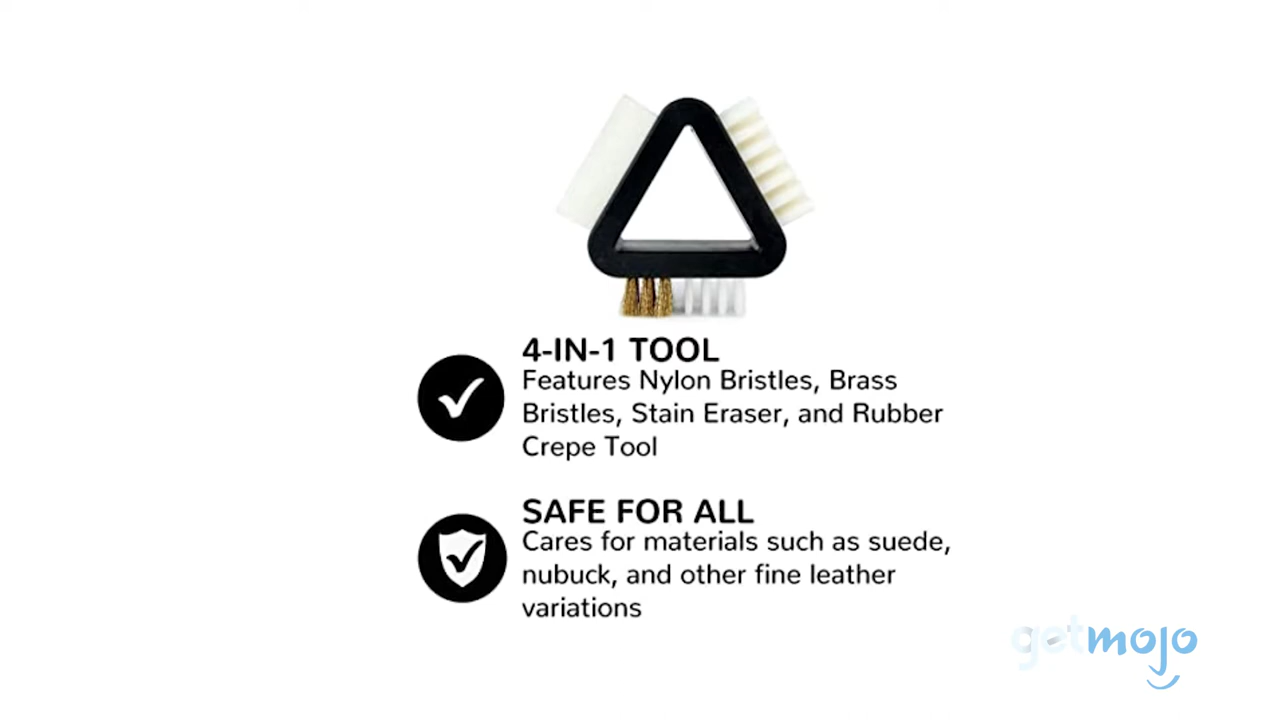 4-IN-1 TOOL
Features Nylon Bristles, Brass
Bristles, Stain Eraser, and Rubber
Crepe Tool
SAFE FOR ALL
Cares for materials such as suede,
nubuck, and other fine leather
variations
getmojo